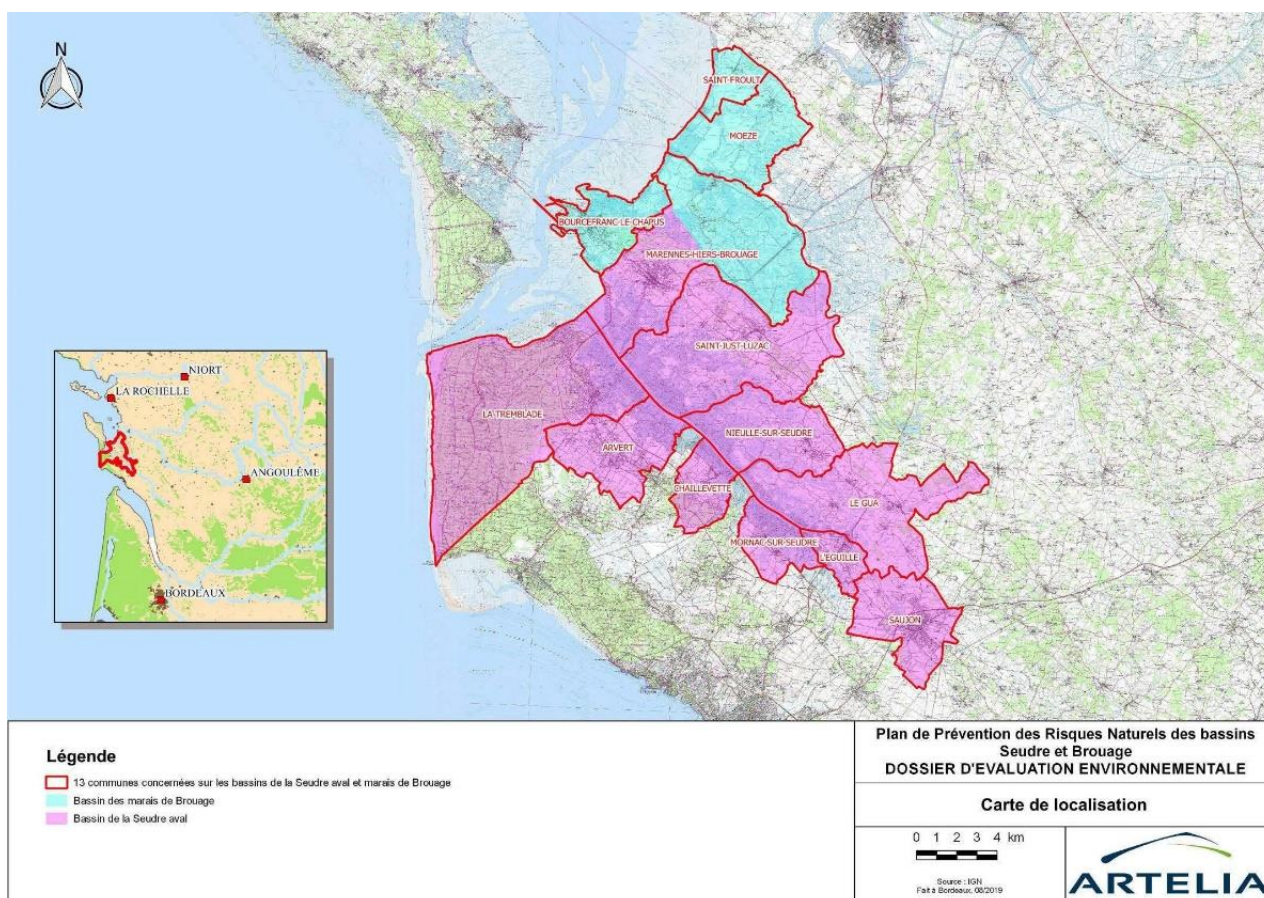 N
SAINT-FROULT
MOEZE
BOURCEFRANC-LE-CHAPUS
MARENNES-HIERS-BROUAGE
SAINT-JUST-LUZAC
LA TREMBLADE
NIEULLE-SUR-SEUDRE
ARVERT
CHAILLEVETTE
LE GUA
MORNAC-SUR-SEUDRE
L'EGUILLE
SAUJON
NIORT
LA ROCHELLE
ANGOULÊME
BORDEAUX
Légende
13 communes concernées sur les bassins de la Seudre aval et marais de Brouage
Bassin des marais de Brouage
Bassin de la Seudre aval
Plan de Prévention des Risques Naturels des bassins
Seudre et Brouage
DOSSIER D'EVALUATION ENVIRONNEMENTALE
Carte de localisation
0 1 2 3 4 km
Source : IGN
Fait à Bordeaux, 08/2019
ARTELIA